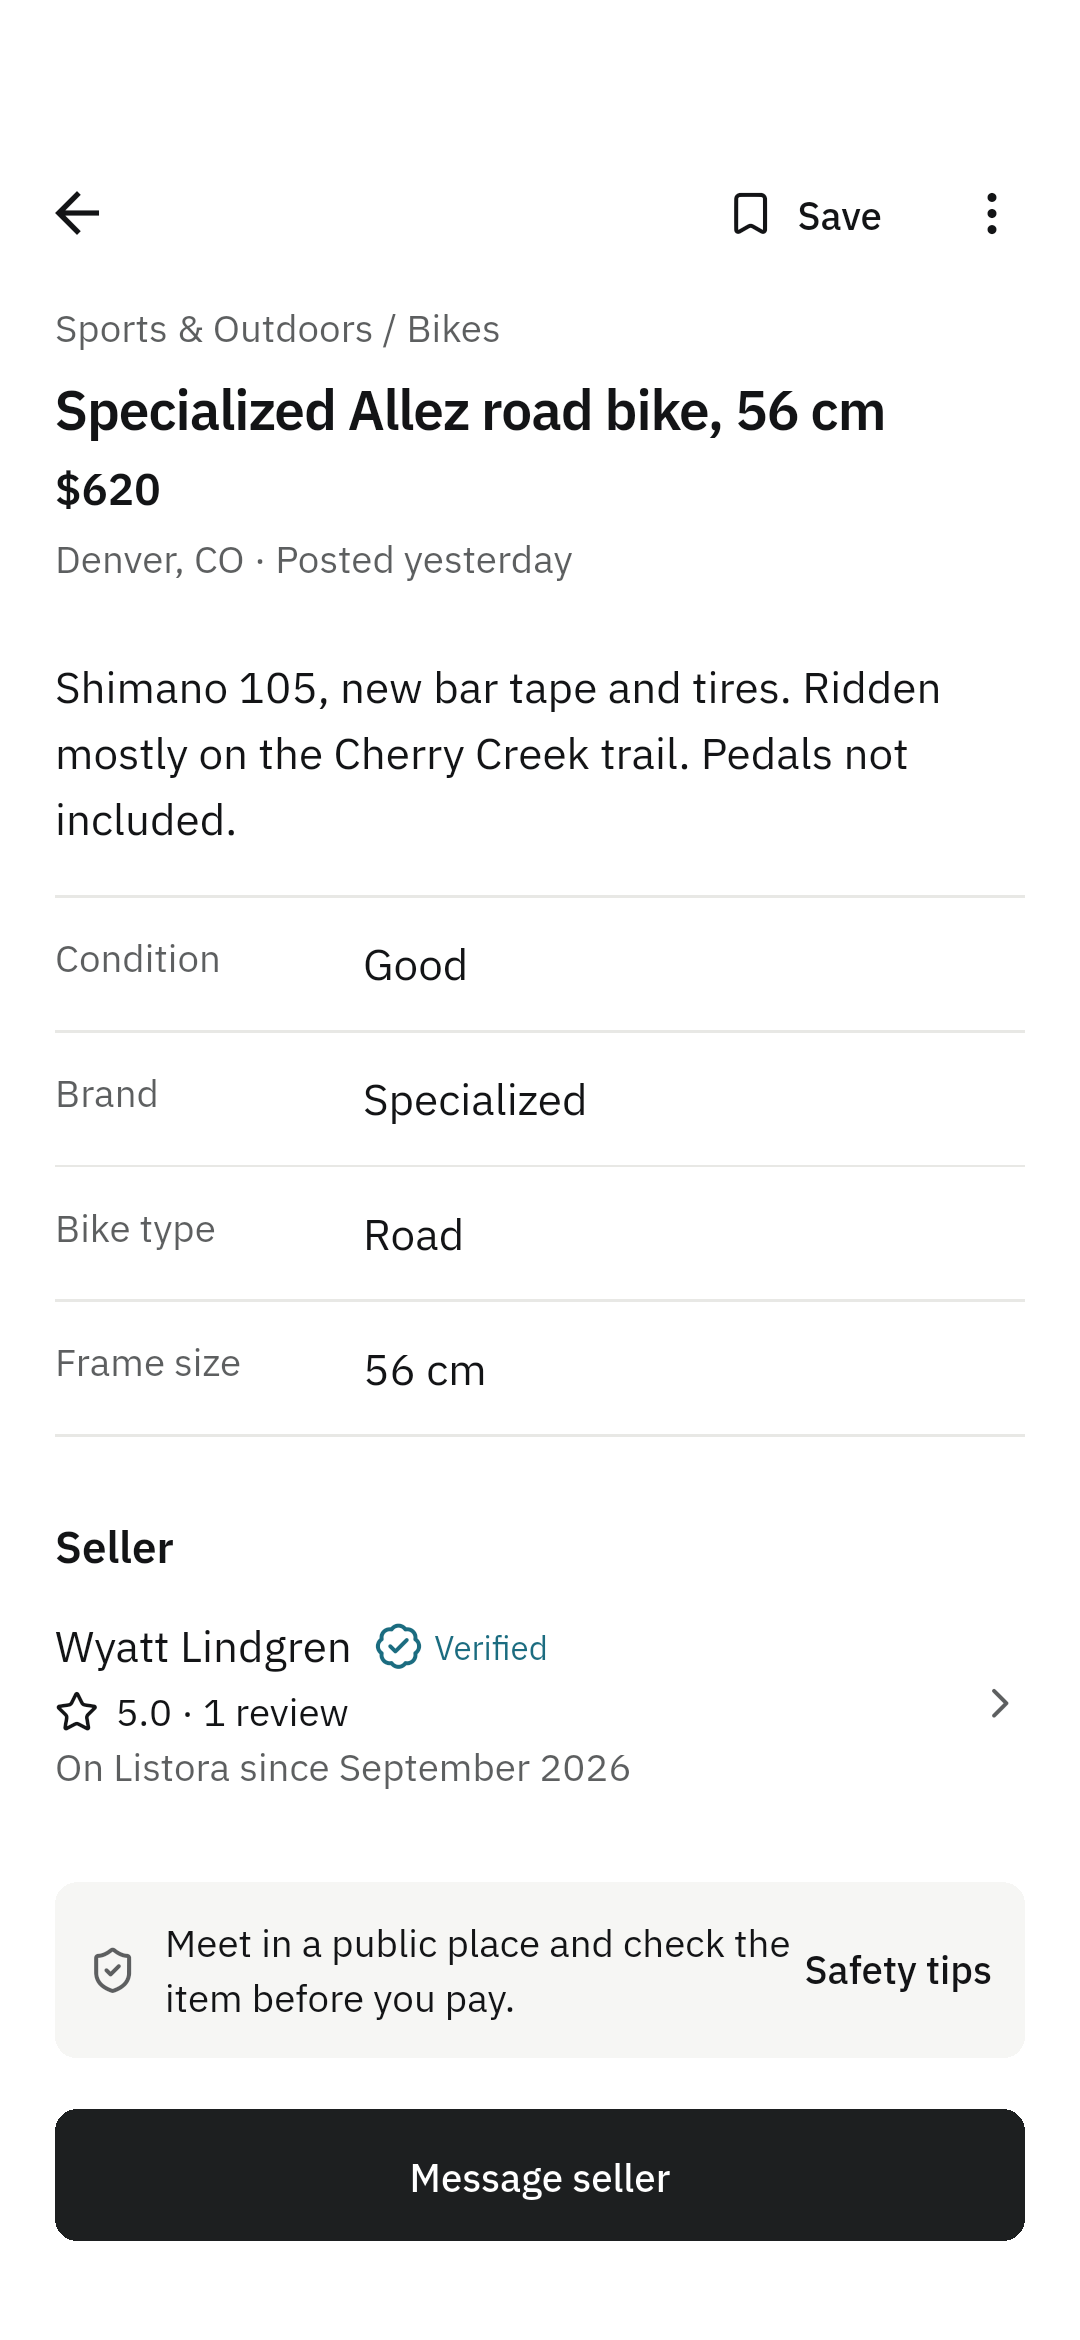 Save
Sports & Outdoors / Bikes
Specialized Allez road bike, 56 cm
$620
Denver, CO · Posted yesterday
Shimano 105, new bar tape and tires. Ridden
mostly on the Cherry Creek trail. Pedals not
included.
Condition Good
Brand Specialized
Bike type Road
Frame size 56 cm
Seller
Wyatt Lindgren Verified
5.0 · 1 review
On Listora since September 2026
Meet in a public place and check the
item before you pay.
Safety tips
Message seller